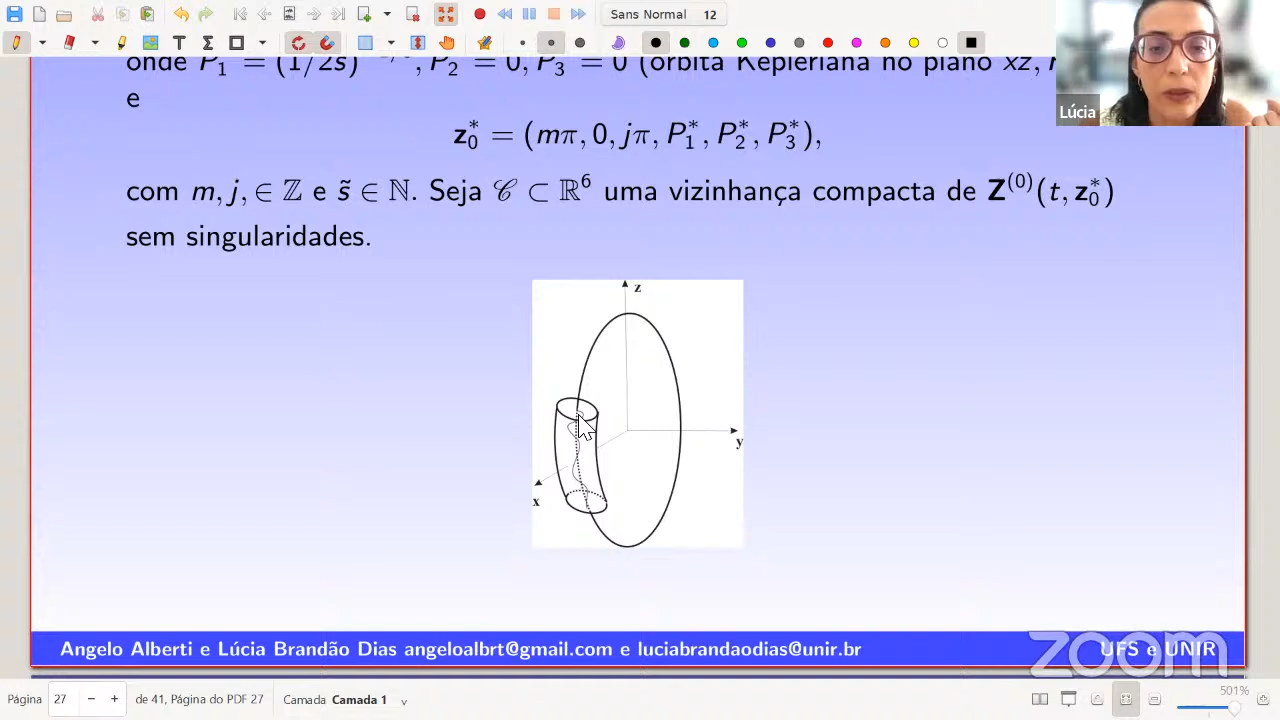 Sans Normal 12
onde P₁* = (1/2s̃) , P₂* = 0, P₃* = 0 (órbita Kepleriana no plano xz,
e
z₀* = (mπ, 0, jπ, P₁*, P₂*, P₃*),
com m, j, ∈ ℤ e s̃ ∈ ℕ. Seja 𝒞 ⊂ ℝ⁶ uma vizinhança compacta de Z⁽⁰⁾(t, z₀*)
sem singularidades.
z
y
x
Lúcia
Angelo Alberti e Lúcia Brandão Dias angeloalbrt@gmail.com e luciabrandaodias@unir.br UFS e UNIR
zoom
Página 27 − + de 41, Página do PDF 27 Camada Camada 1 501%